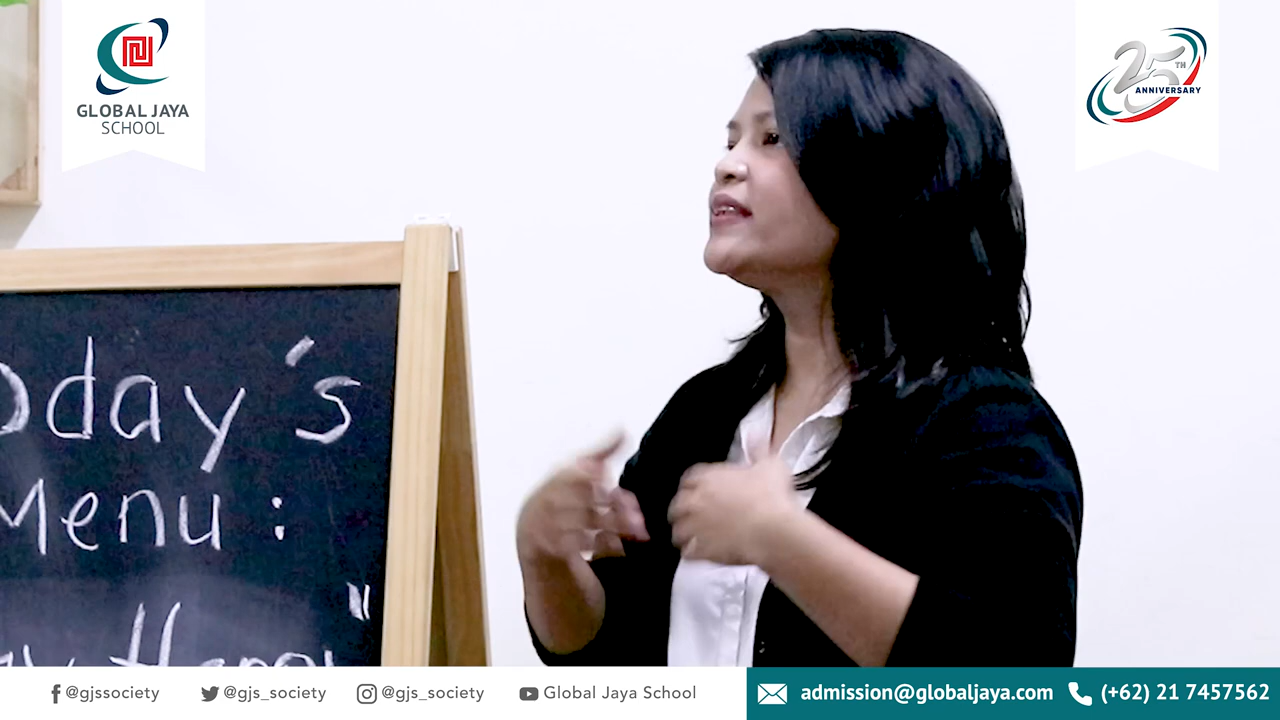 GLOBAL JAYA
SCHOOL
25TH
ANNIVERSARY
oday's
Menu :
@gjssociety @gjs_society @gjs_society Global Jaya School
admission@globaljaya.com (+62) 21 7457562